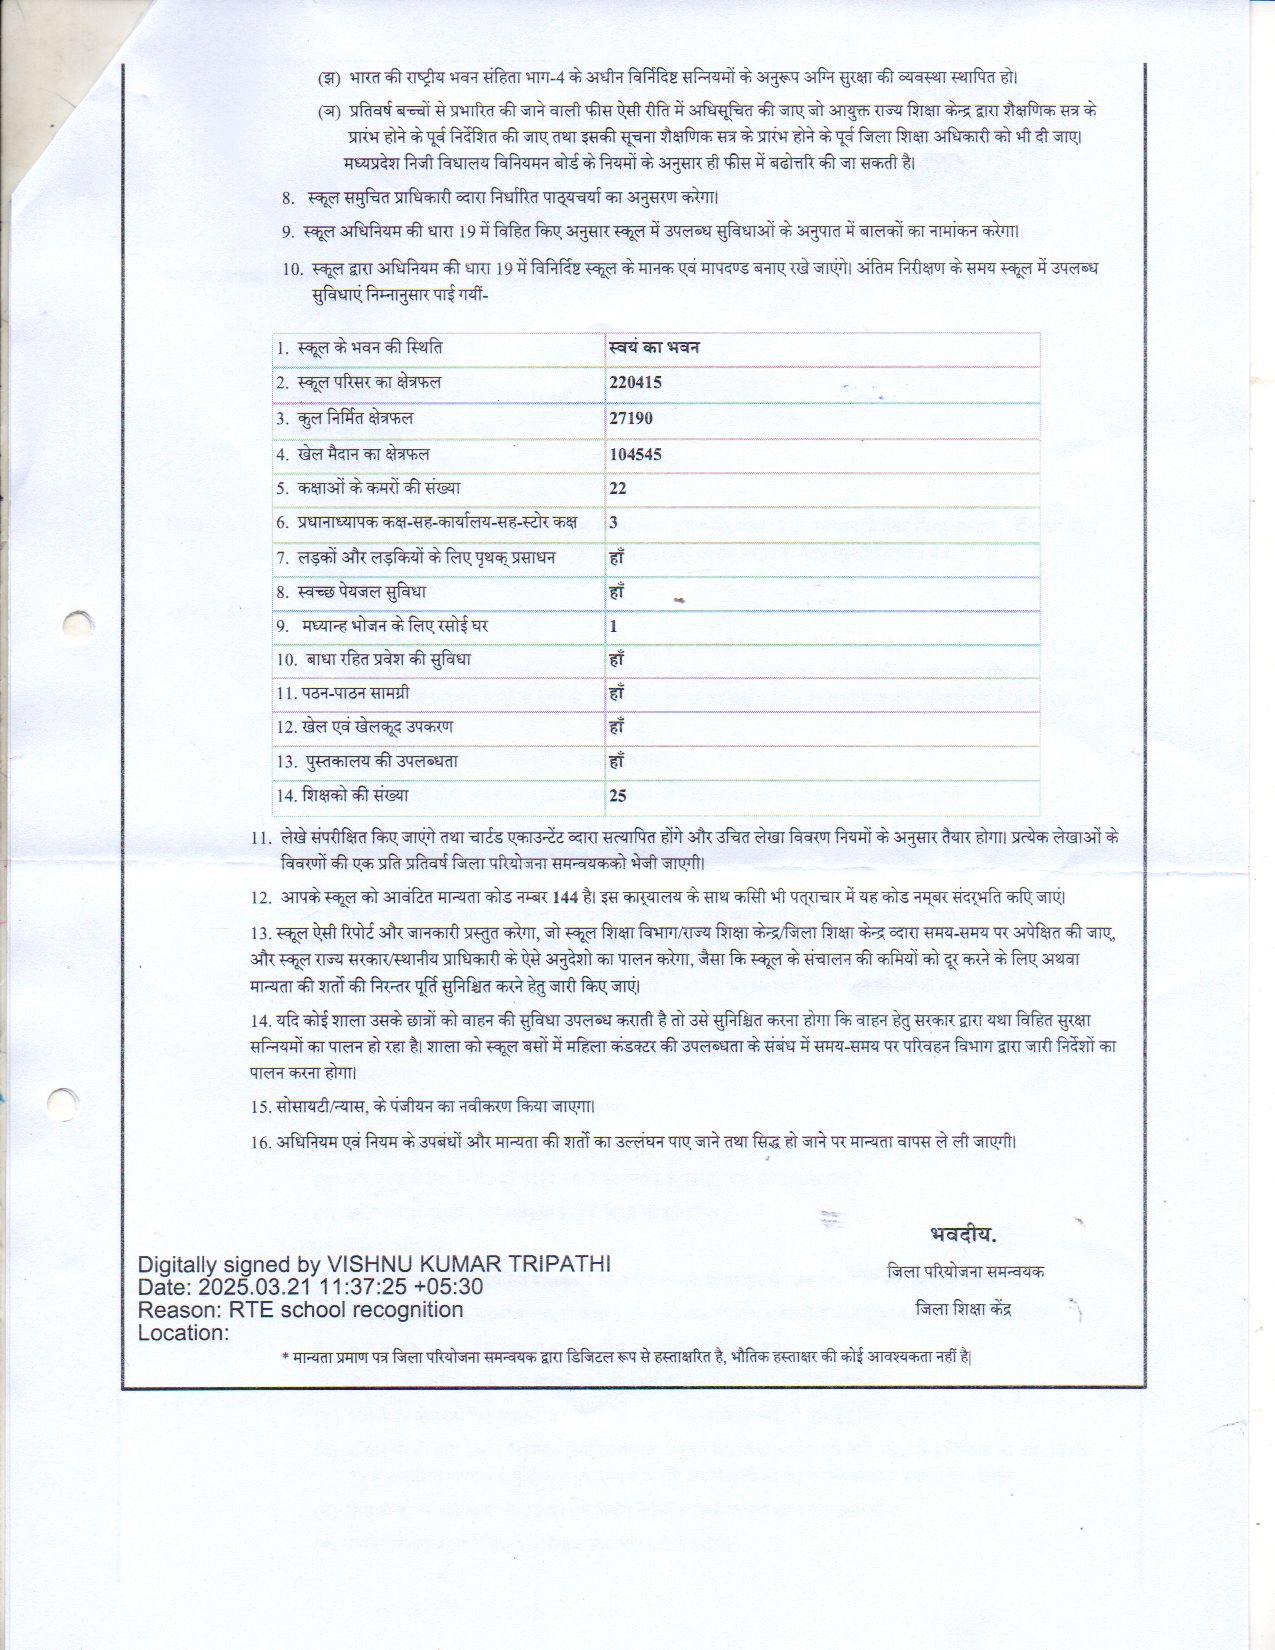 (झ) भारत की राष्ट्रीय भवन संहिता भाग-4 के अधीन विर्निदिष्ट सन्नियमों के अनुरूप अग्नि सुरक्षा की व्यवस्था स्थापित हो।
(ञ) प्रतिवर्ष बच्चों से प्रभारित की जाने वाली फीस ऐसी रीति में अधिसूचित की जाए जो आयुक्त राज्य शिक्षा केन्द्र द्वारा शैक्षणिक सत्र के
प्रारंभ होने के पूर्व निर्देशित की जाए तथा इसकी सूचना शैक्षणिक सत्र के प्रारंभ होने के पूर्व जिला शिक्षा अधिकारी को भी दी जाए।
मध्यप्रदेश निजी विधालय विनियमन बोर्ड के नियमों के अनुसार ही फीस में बढोत्तरि की जा सकती है।
8. स्कूल समुचित प्राधिकारी व्दारा निर्धारित पाठ्यचर्या का अनुसरण करेगा।
9. स्कूल अधिनियम की धारा 19 में विहित किए अनुसार स्कूल में उपलब्ध सुविधाओं के अनुपात में बालकों का नामांकन करेगा।
10. स्कूल द्वारा अधिनियम की धारा 19 में विनिर्दिष्ट स्कूल के मानक एवं मापदण्ड बनाए रखे जाएंगे। अंतिम निरीक्षण के समय स्कूल में उपलब्ध
सुविधाएं निम्नानुसार पाई गयीं-
1. स्कूल के भवन की स्थिति स्वयं का भवन
2. स्कूल परिसर का क्षेत्रफल 220415
3. कुल निर्मित क्षेत्रफल 27190
4. खेल मैदान का क्षेत्रफल 104545
5. कक्षाओं के कमरों की संख्या 22
6. प्रधानाध्यापक कक्ष-सह-कार्यालय-सह-स्टोर कक्ष 3
7. लड़कों और लड़कियों के लिए पृथक् प्रसाधन हाँ
8. स्वच्छ पेयजल सुविधा हाँ
9. मध्यान्ह भोजन के लिए रसोई घर 1
10. बाधा रहित प्रवेश की सुविधा हाँ
11. पठन-पाठन सामग्री हाँ
12. खेल एवं खेलकूद उपकरण हाँ
13. पुस्तकालय की उपलब्धता हाँ
14. शिक्षको की संख्या 25
11. लेखे संपरीक्षित किए जाएंगे तथा चार्टड एकाउन्टेंट व्दारा सत्यापित होंगे और उचित लेखा विवरण नियमों के अनुसार तैयार होगा। प्रत्येक लेखाओं के
विवरणों की एक प्रति प्रतिवर्ष जिला परियोजना समन्वयकको भेजी जाएगी।
12. आपके स्कूल को आवंटित मान्यता कोड नम्बर 144 है। इस कार्‌यालय के साथ कसिी भी पत्‌राचार में यह कोड नम्‌बर संदर्‌भति कएि जाएं।
13. स्कूल ऐसी रिपोर्ट और जानकारी प्रस्तुत करेगा, जो स्कूल शिक्षा विभाग/राज्य शिक्षा केन्द्र/जिला शिक्षा केन्द्र व्दारा समय-समय पर अपेक्षित की जाए,
और स्कूल राज्य सरकार/स्थानीय प्राधिकारी के ऐसे अनुदेशो का पालन करेगा, जैसा कि स्कूल के संचालन की कमियों को दूर करने के लिए अथवा
मान्यता की शर्तो की निरन्तर पूर्ति सुनिश्चित करने हेतु जारी किए जाएं।
14. यदि कोई शाला उसके छात्रों को वाहन की सुविधा उपलब्ध कराती है तो उसे सुनिश्चित करना होगा कि वाहन हेतु सरकार द्वारा यथा विहित सुरक्षा
सन्नियमों का पालन हो रहा है। शाला को स्कूल बसों में महिला कंडक्टर की उपलब्धता के संबंध में समय-समय पर परिवहन विभाग द्वारा जारी निर्देशों का
पालन करना होगा।
15. सोसायटी/न्यास, के पंजीयन का नवीकरण किया जाएगा।
16. अधिनियम एवं नियम के उपबंधों और मान्यता की शर्तो का उल्लंघन पाए जाने तथा सिद्ध हो जाने पर मान्यता वापस ले ली जाएगी।
भवदीय.
जिला परियोजना समन्वयक
जिला शिक्षा केंद्र
Digitally signed by VISHNU KUMAR TRIPATHI
Date: 2025.03.21 11:37:25 +05:30
Reason: RTE school recognition
Location:
* मान्यता प्रमाण पत्र जिला परियोजना समन्वयक द्वारा डिजिटल रूप से हस्ताक्षरित है, भौतिक हस्ताक्षर की कोई आवश्यकता नहीं है|